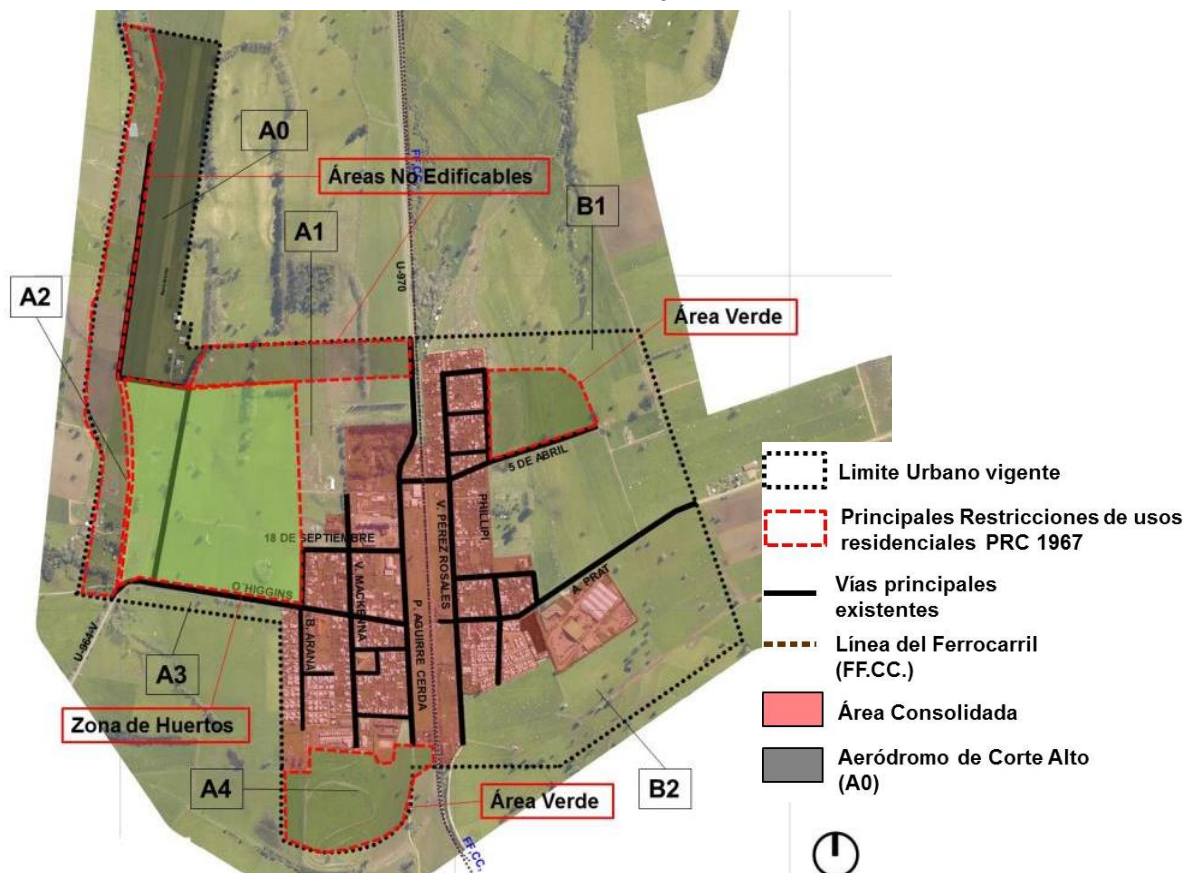 A0
Áreas No Edificables
FF,CC,
B1
A1
U-970
A2
Área Verde
5 DE ABRIL
PHILLIPI
V. PÉREZ ROSALES
18 DE SEPTIEMBRE
V. MACKENNA
O'HIGGINS
A. PRAT
B. ARANA
P. AGUIRRE CERDA
U-964-V
A3
Zona de Huertos
A4
Área Verde
B2
FF,CC,
Limite Urbano vigente
Principales Restricciones de usos
residenciales PRC 1967
Vías principales
existentes
Línea del Ferrocarril
(FF.CC.)
Área Consolidada
Aeródromo de Corte Alto
(A0)